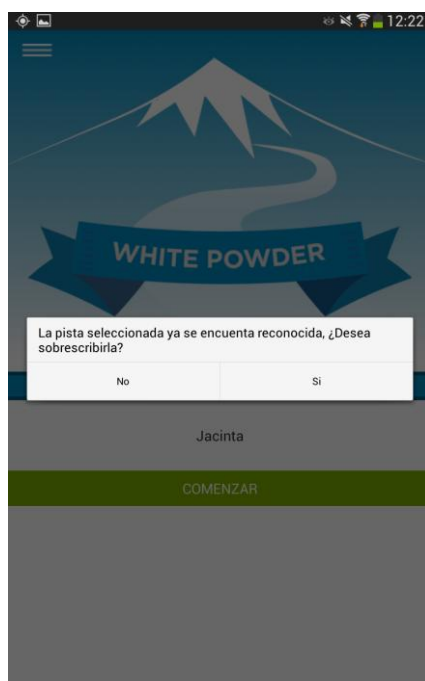 12:22
WHITE POWDER
La pista seleccionada ya se encuenta reconocida, ¿Desea
sobrescribirla?
No
Si
Jacinta
COMENZAR